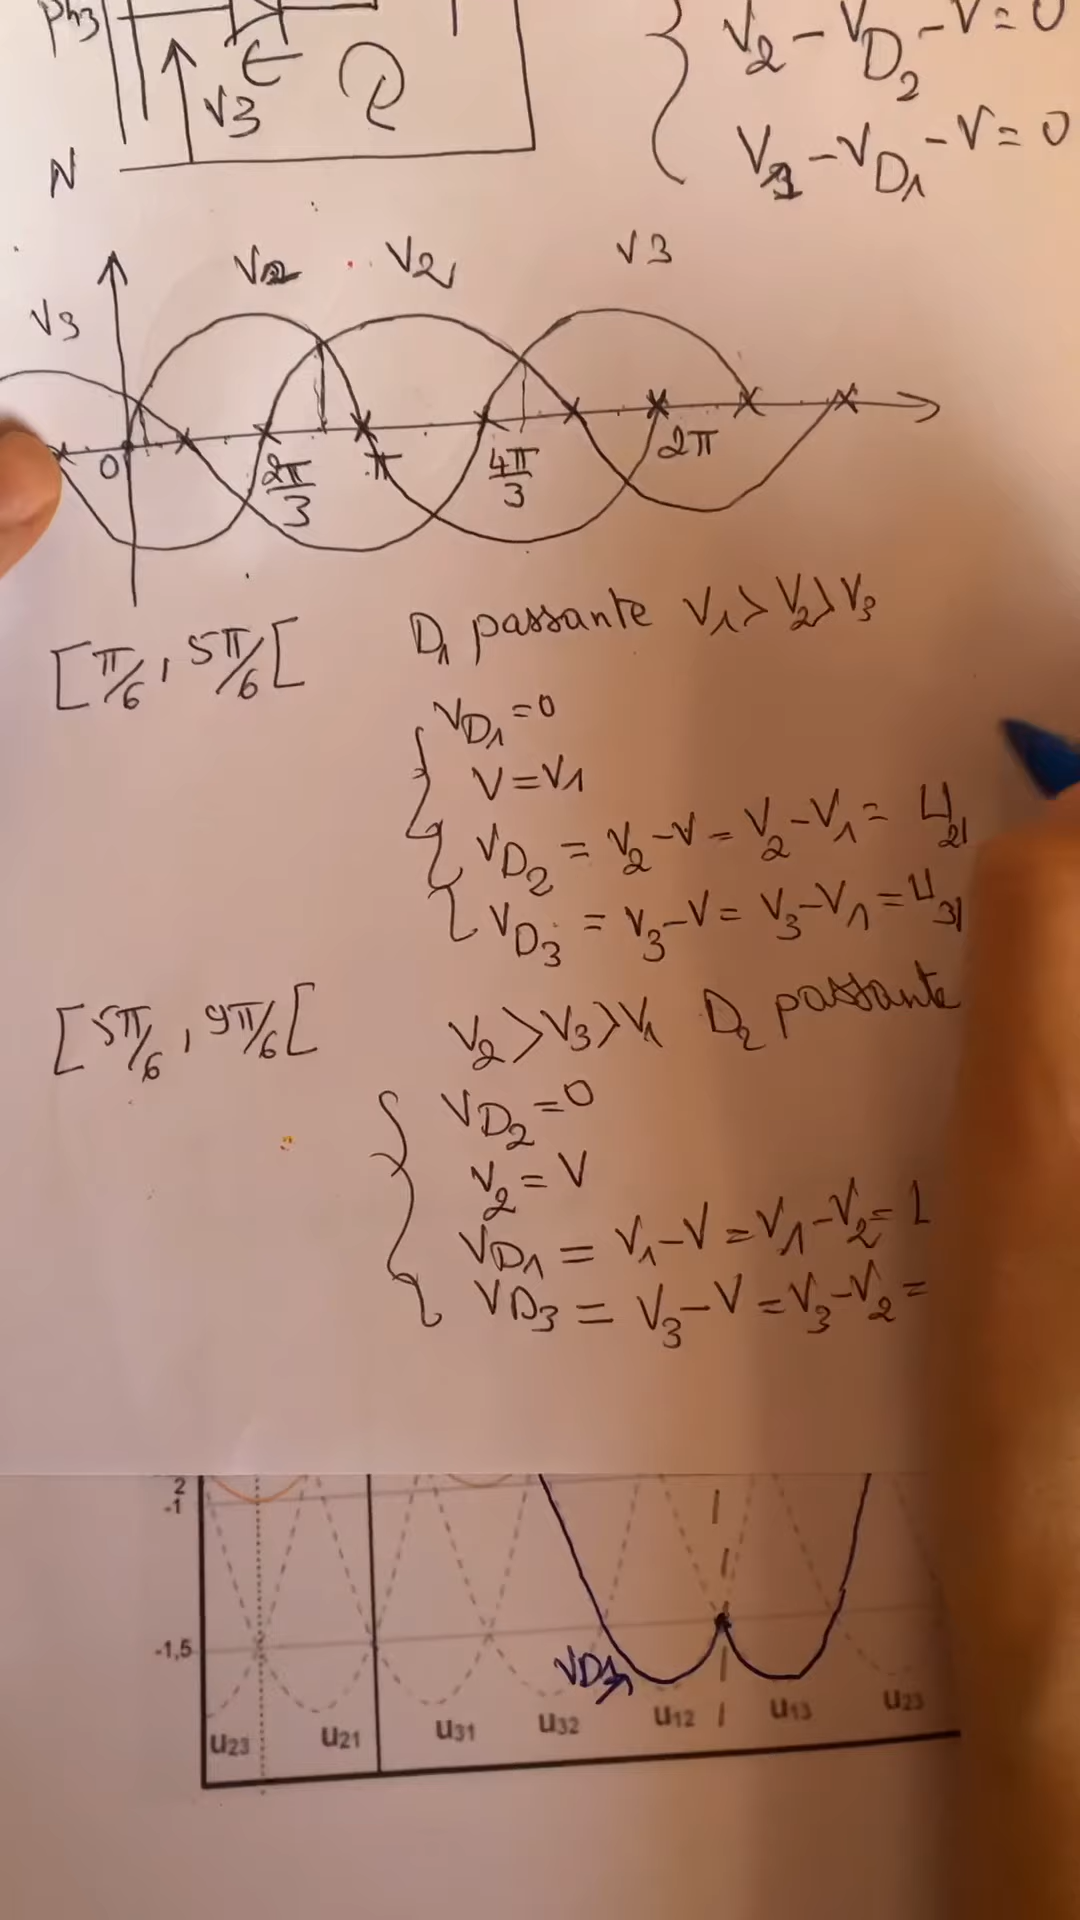 Ph3
V3
N
V2 - VD2 - V = 0
V1 - VD1 - V = 0
V3
V2
V3
0
2π/3
π
4π/3
2π
[π/6, 5π/6[ D1 passante V1 > V2 > V3
VD1 = 0
V = V1
VD2 = V2 - V = V2 - V1 = U21
VD3 = V3 - V = V3 - V1 = U31
[5π/6, 9π/6[ V2 > V3 > V1 D2 passante
VD2 = 0
V2 = V
VD1 = V1 - V = V1 - V2 =
VD3 = V3 - V = V3 - V2 =
2
-1
-1,5
VD1
u23
u21
u31
u32
u12
u13
u23